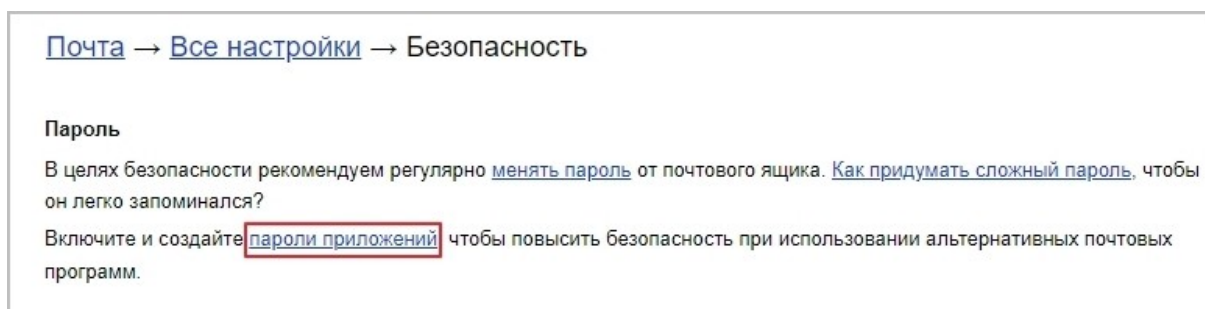 Почта → Все настройки → Безопасность
Пароль
В целях безопасности рекомендуем регулярно менять пароль от почтового ящика. Как придумать сложный пароль, чтобы
он легко запоминался?
Включите и создайте пароли приложений чтобы повысить безопасность при использовании альтернативных почтовых
программ.